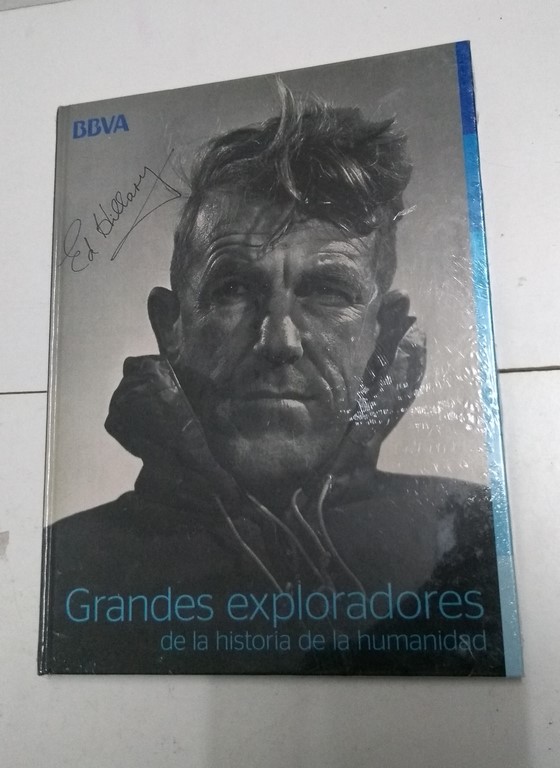 BBVA
Ed Hillary
Grandes exploradores
de la historia de la humanidad